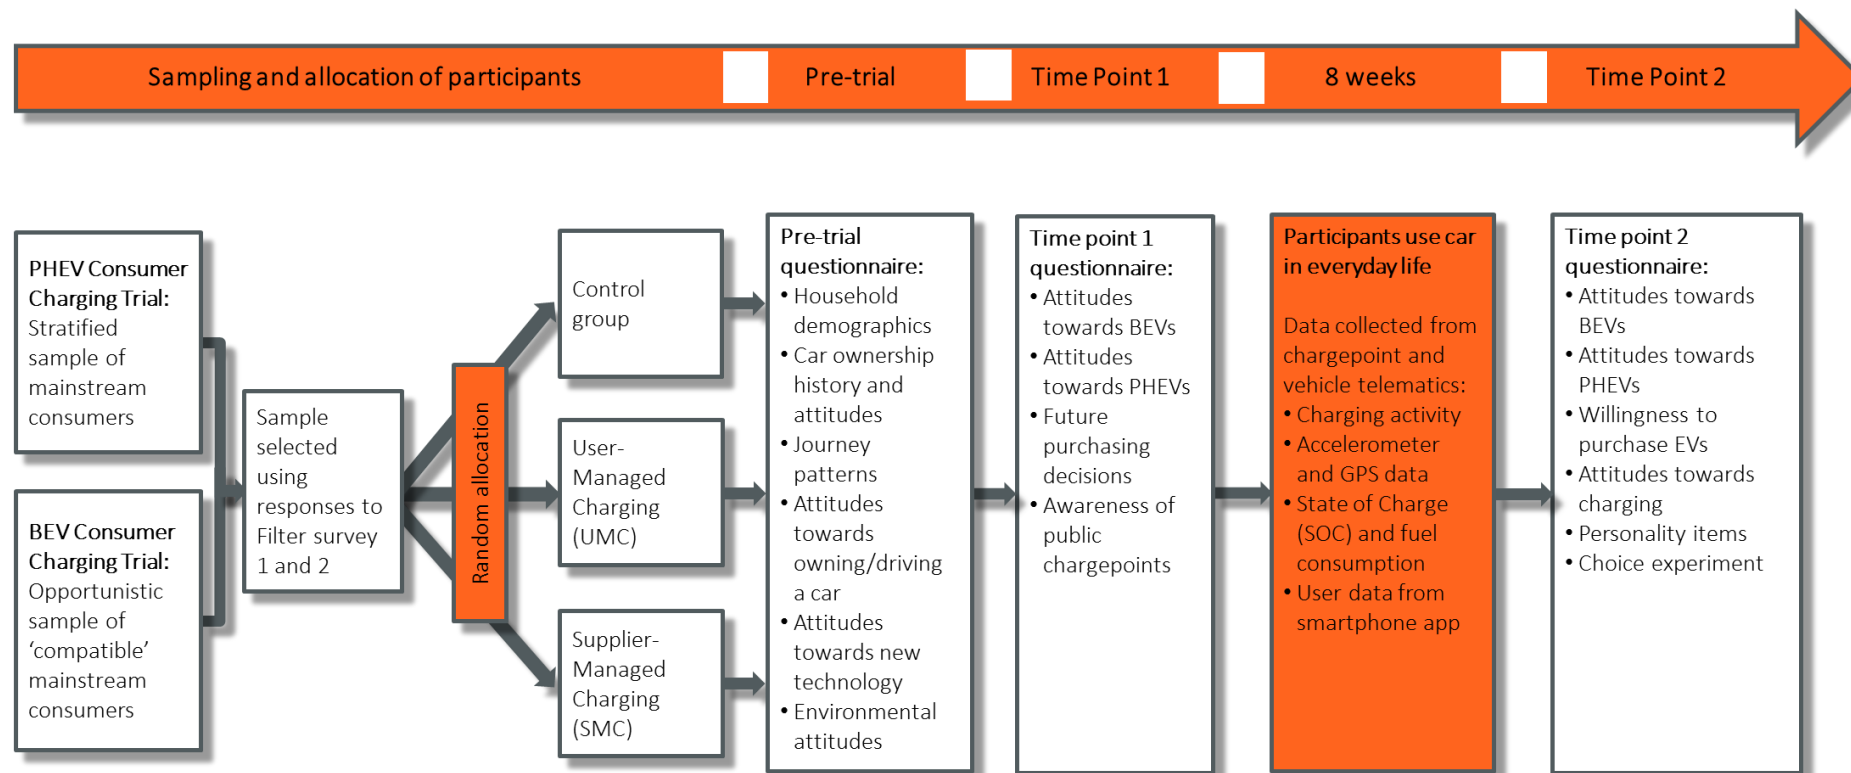 Sampling and allocation of participants
Pre-trial
Time Point 1
8 weeks
Time Point 2
PHEV Consumer
Charging Trial:
Stratified
sample of
mainstream
consumers
BEV Consumer
Charging Trial:
Opportunistic
sample of
‘compatible’
mainstream
consumers
Sample
selected
using
responses to
Filter survey
1 and 2
Random allocation
Control
group
User-
Managed
Charging
(UMC)
Supplier-
Managed
Charging
(SMC)
Pre-trial
questionnaire:
• Household
demographics
• Car ownership
history and
attitudes
• Journey
patterns
• Attitudes
towards
owning/driving
a car
• Attitudes
towards new
technology
• Environmental
attitudes
Time point 1
questionnaire:
• Attitudes
towards BEVs
• Attitudes
towards PHEVs
• Future
purchasing
decisions
• Awareness of
public
chargepoints
Participants use car
in everyday life
Data collected from
chargepoint and
vehicle telematics:
• Charging activity
• Accelerometer
and GPS data
• State of Charge
(SOC) and fuel
consumption
• User data from
smartphone app
Time point 2
questionnaire:
• Attitudes towards
BEVs
• Attitudes towards
PHEVs
• Willingness to
purchase EVs
• Attitudes towards
charging
• Personality items
• Choice experiment